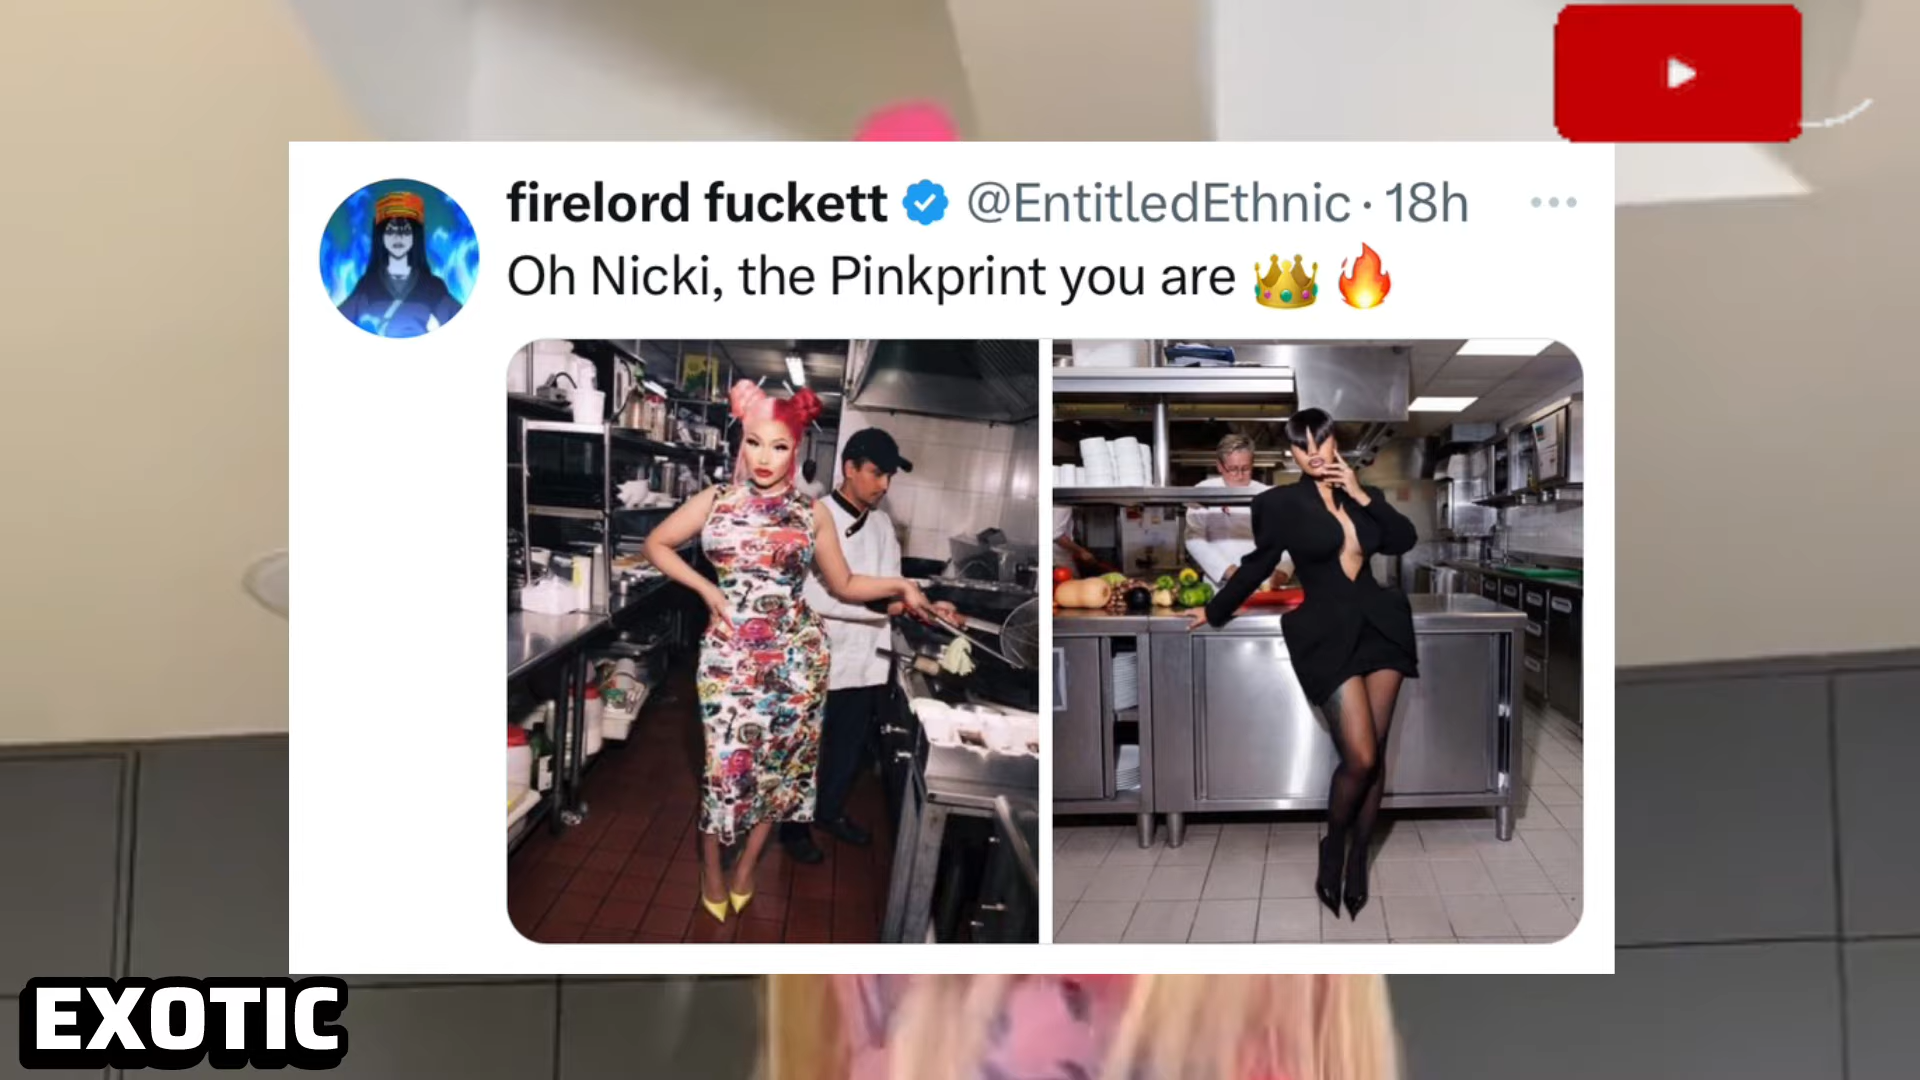 firelord fuckett @EntitledEthnic · 18h
Oh Nicki, the Pinkprint you are 👑 🔥
EXOTIC